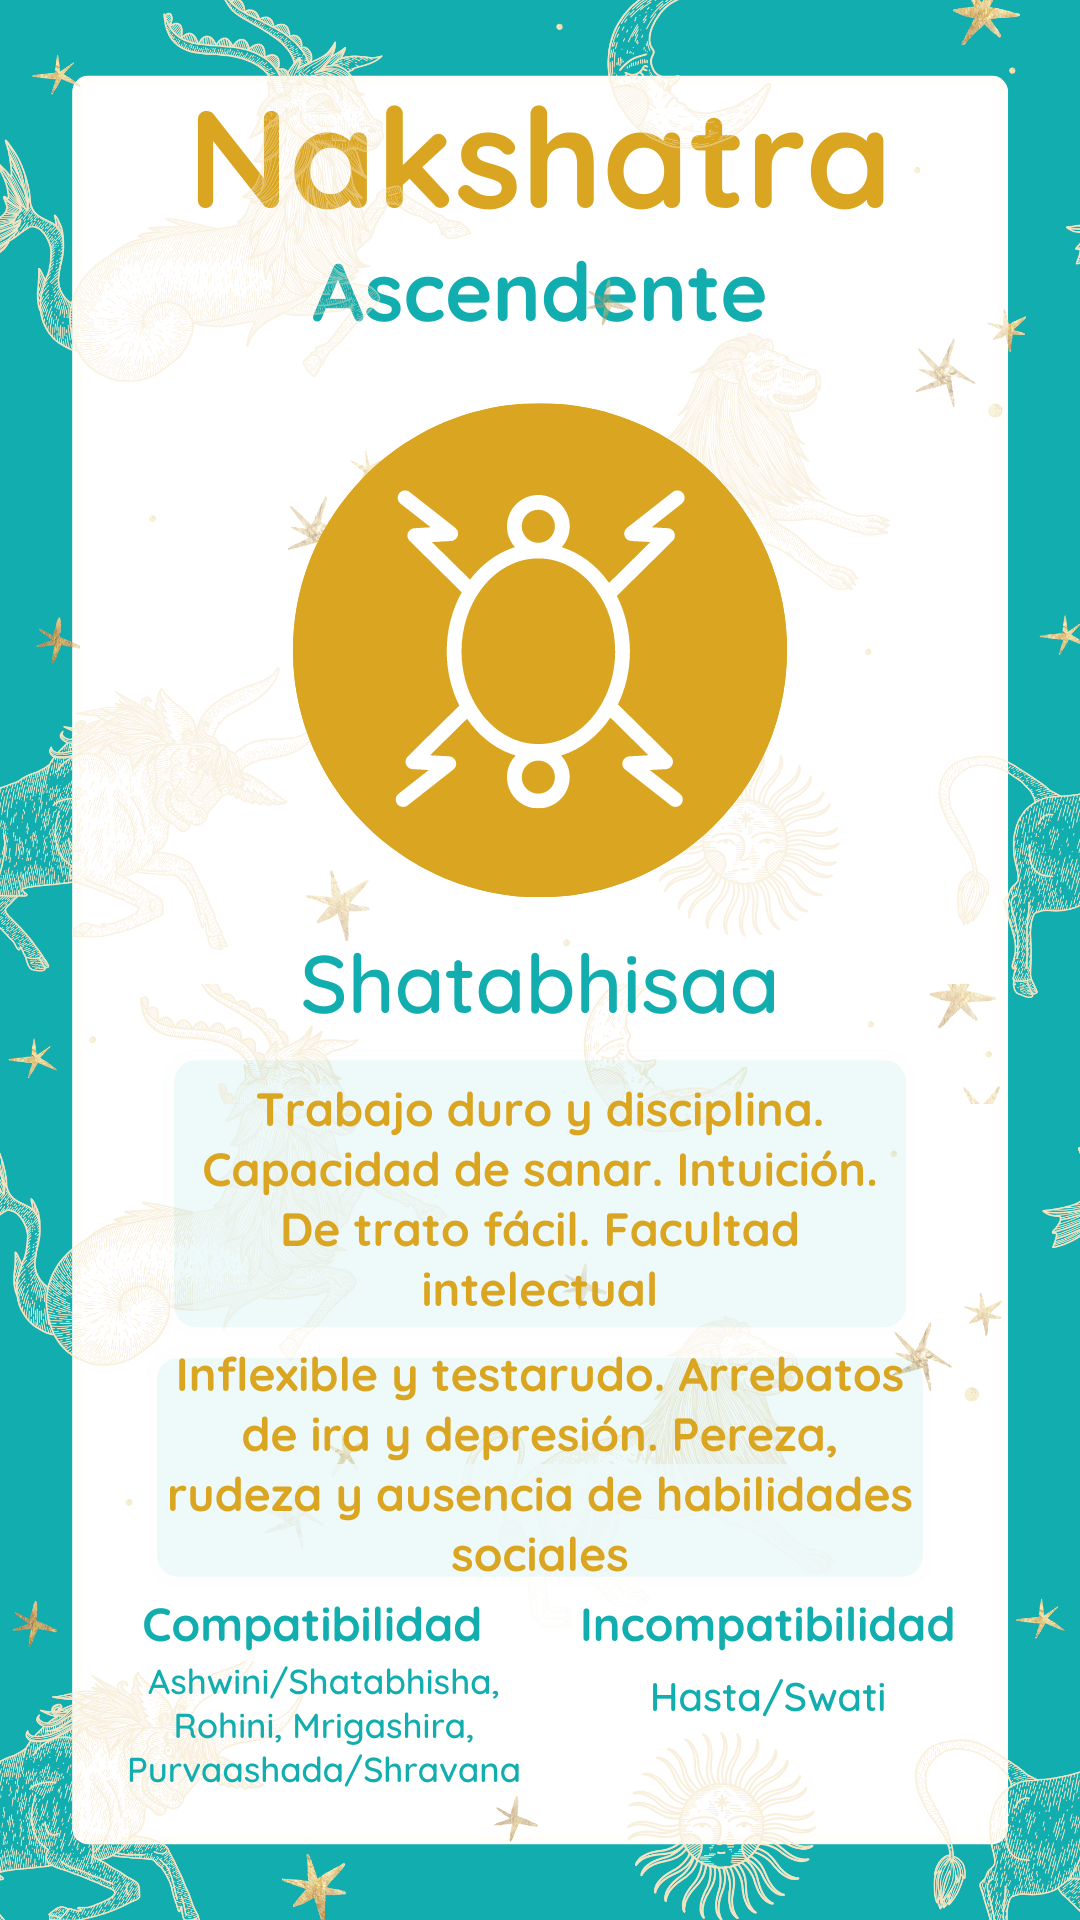 Nakshatra
Ascendente
Shatabhisaa
Trabajo duro y disciplina.
Capacidad de sanar. Intuición.
De trato fácil. Facultad
intelectual
Inflexible y testarudo. Arrebatos
de ira y depresión. Pereza,
rudeza y ausencia de habilidades
sociales
Compatibilidad
Ashwini/Shatabhisha,
Rohini, Mrigashira,
Purvaashada/Shravana
Incompatibilidad
Hasta/Swati